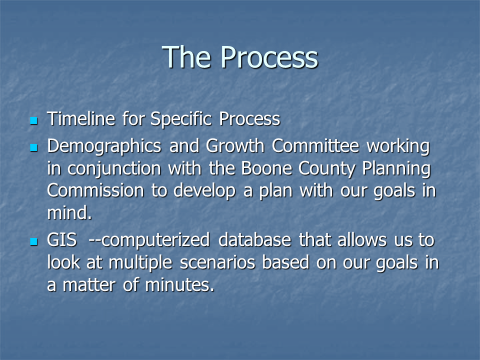 The Process
Timeline for Specific Process
Demographics and Growth Committee working
in conjunction with the Boone County Planning
Commission to develop a plan with our goals in
mind.
GIS  --computerized database that allows us to
look at multiple scenarios based on our goals in
a matter of minutes.